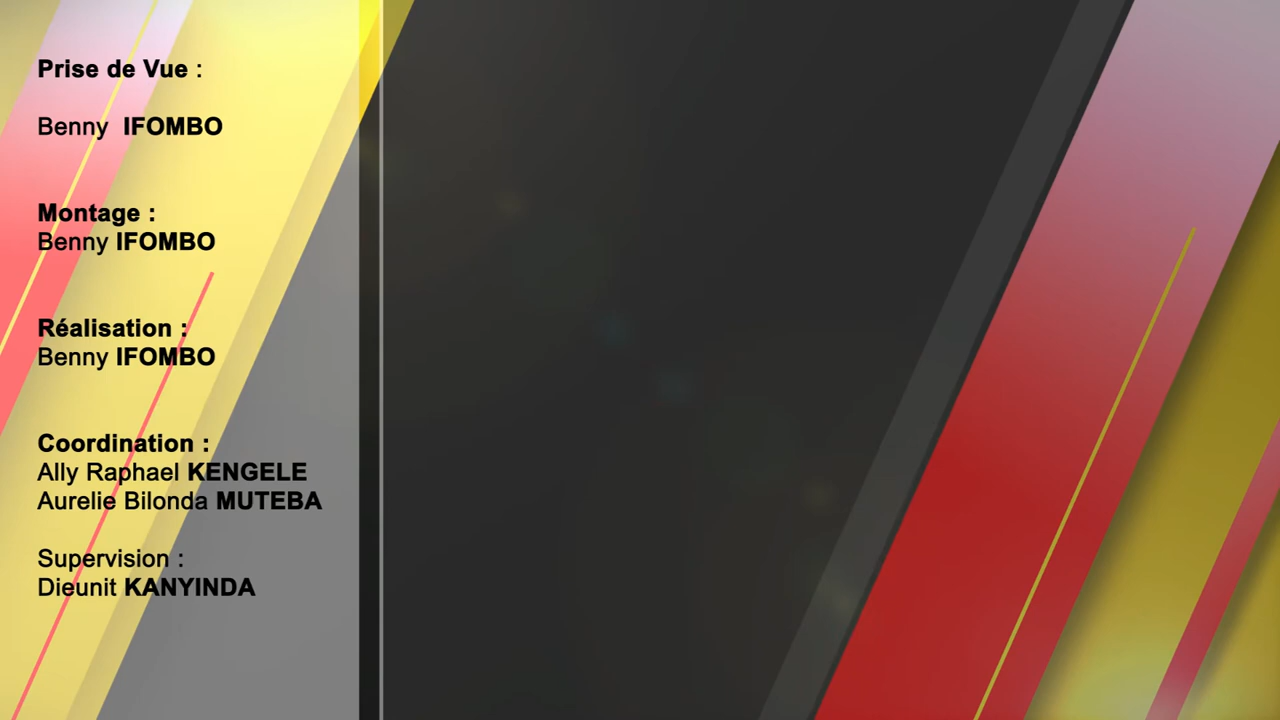 Prise de Vue :
Benny IFOMBO
Montage :
Benny IFOMBO
Réalisation :
Benny IFOMBO
Coordination :
Ally Raphael KENGELE
Aurelie Bilonda MUTEBA
Supervision :
Dieunit KANYINDA